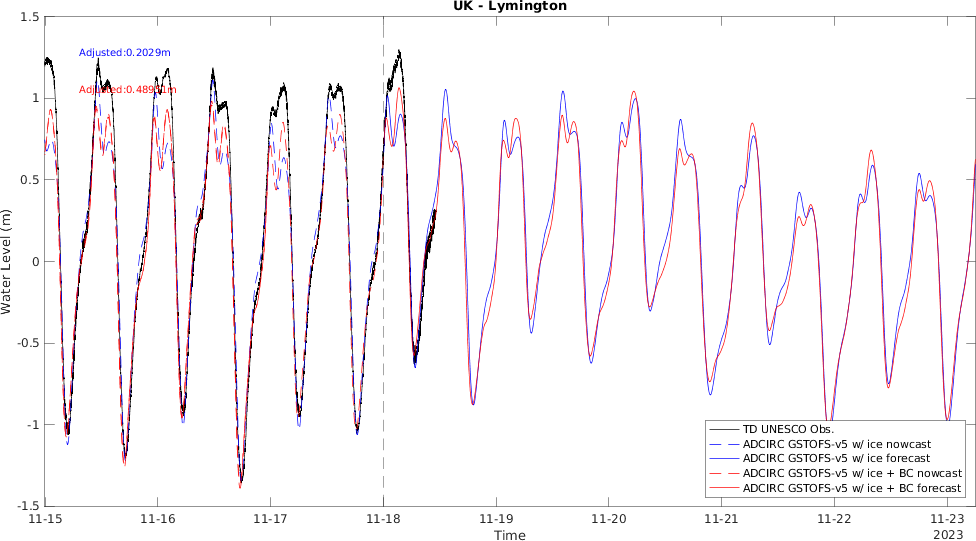 UK - Lymington
1.5
Adjusted:0.2029m
Adjusted:0.48951m
1
0.5
0
-0.5
-1
-1.5
Water Level (m)
TD UNESCO Obs.
ADCIRC GSTOFS-v5 w/ ice nowcast
ADCIRC GSTOFS-v5 w/ ice forecast
ADCIRC GSTOFS-v5 w/ ice + BC nowcast
ADCIRC GSTOFS-v5 w/ ice + BC forecast
11-15 11-16 11-17 11-18 11-19 11-20 11-21 11-22 11-23
2023
Time